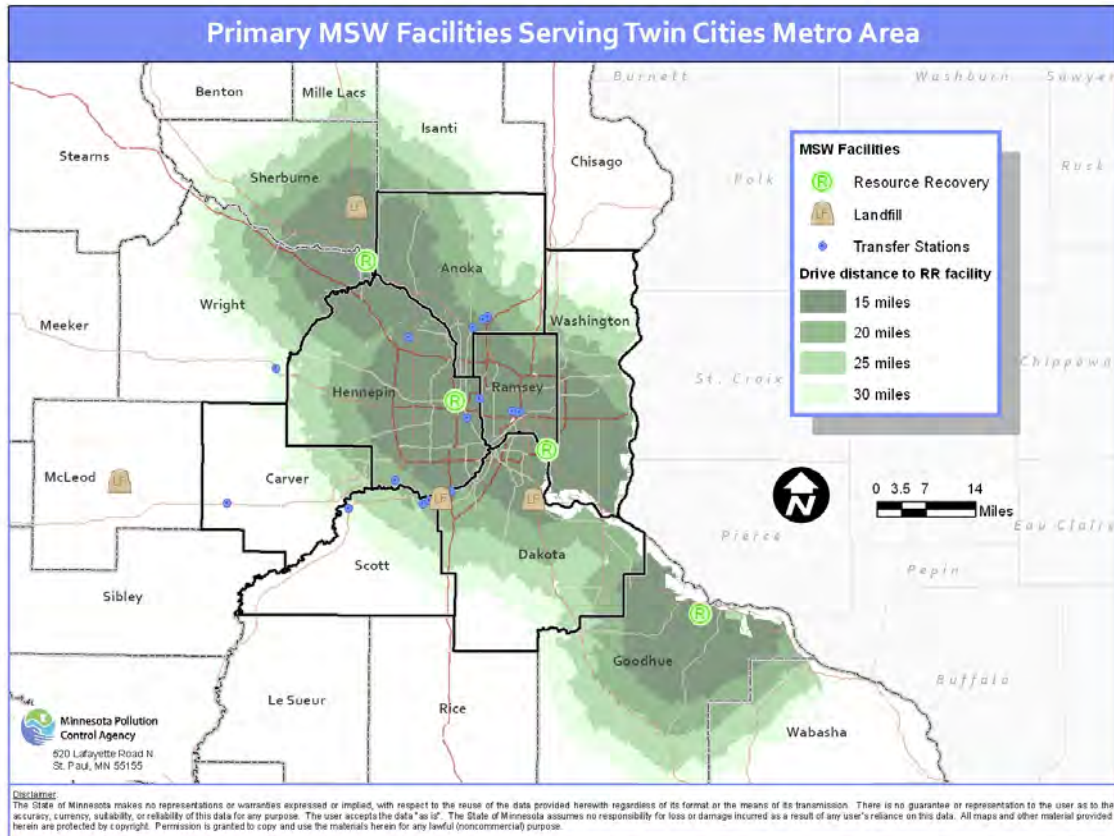 Primary MSW Facilities Serving Twin Cities Metro Area
Burnett
Washburn
Sawyer
Benton
Mille Lacs
Isanti
Stearns
Chisago
Sherburne
Polk
Rusk
MSW Facilities
R Resource Recovery
LF Landfill
Transfer Stations
Drive distance to RR facility
15 miles
20 miles
25 miles
30 miles
LF
R
Anoka
Wright
Meeker
Washington
Chippewa
St. Croix
Hennepin
R
Ramsey
R
McLeod
LF
Carver
LF
LF
N
0 3.5 7 14
Miles
Eau Claire
Pierce
Dakota
Scott
Pepin
Sibley
R
Goodhue
Buffalo
Le Sueur
Rice
Wabasha
Minnesota Pollution
Control Agency
520 Lafayette Road N
St. Paul, MN 55155
Disclaimer:
The State of Minnesota makes no representations or warranties expressed or implied, with respect to the reuse of the data provided herewith regardless of its format or the means of its transmission. There is no guarantee or representation to the user as to the
accuracy, currency, suitability, or reliability of this data for any purpose. The user accepts the data "as is". The State of Minnesota assumes no responsibility for loss or damage incurred as a result of any user's reliance on this data. All maps and other material provided
herein are protected by copyright. Permission is granted to copy and use the materials herein for any lawful (noncommercial) purpose.